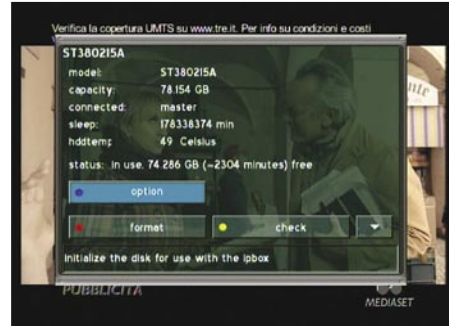 Verifica la copertura UMTS su www.tre.it. Per info su condizioni e costi
ST380215A
model: ST380215A
capacity: 78.154 GB
connected: master
sleep: 178338374 min
hddtemp: 49 Celsius
status: in use. 74.286 GB (~2304 minutes) free
option
format check
initialize the disk for use with the ipbox
PUBBLICITÀ
MEDIASET